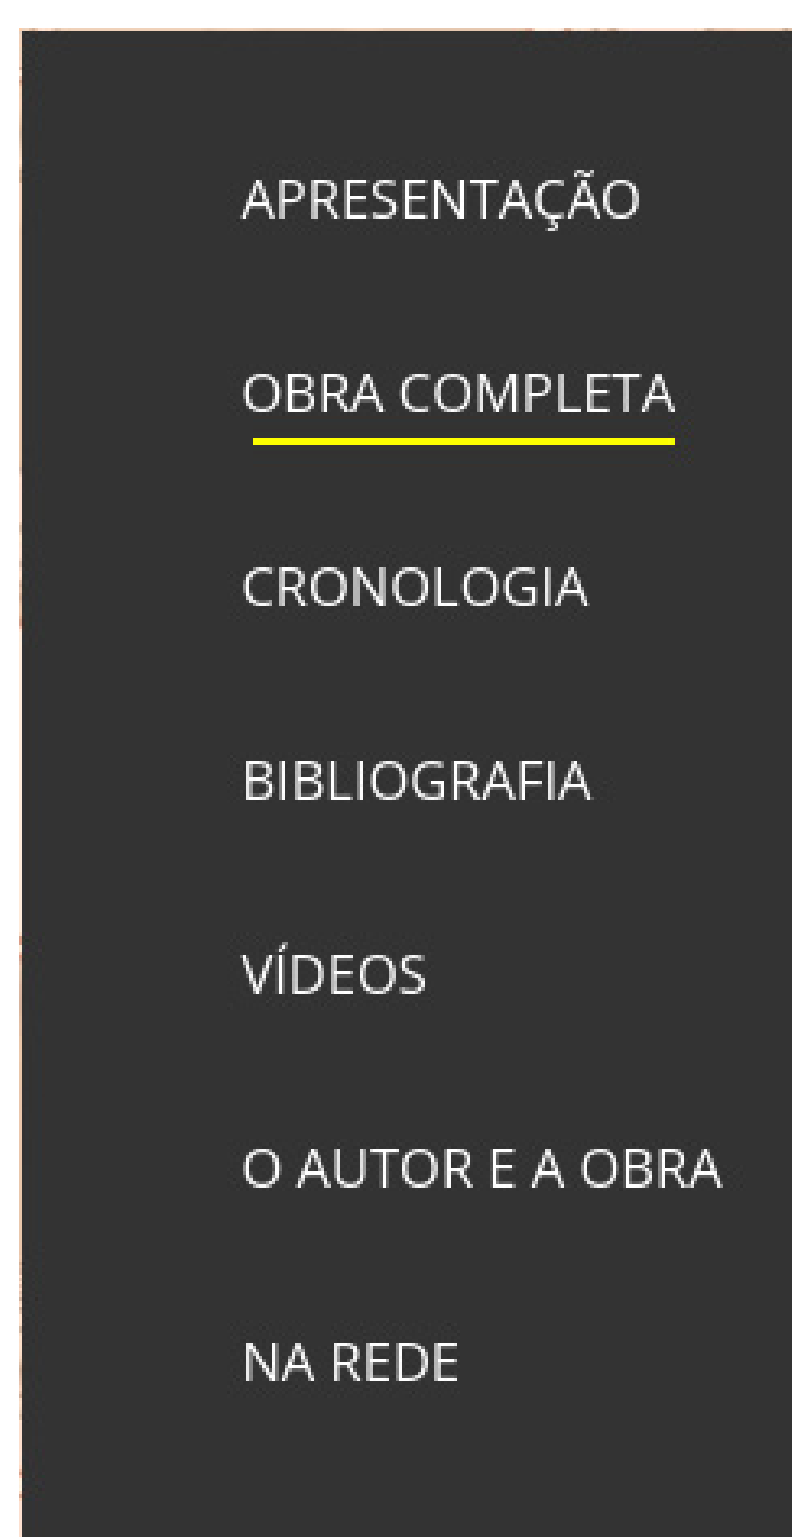 APRESENTAÇÃO
OBRA COMPLETA
CRONOLOGIA
BIBLIOGRAFIA
VÍDEOS
O AUTOR E A OBRA
NA REDE